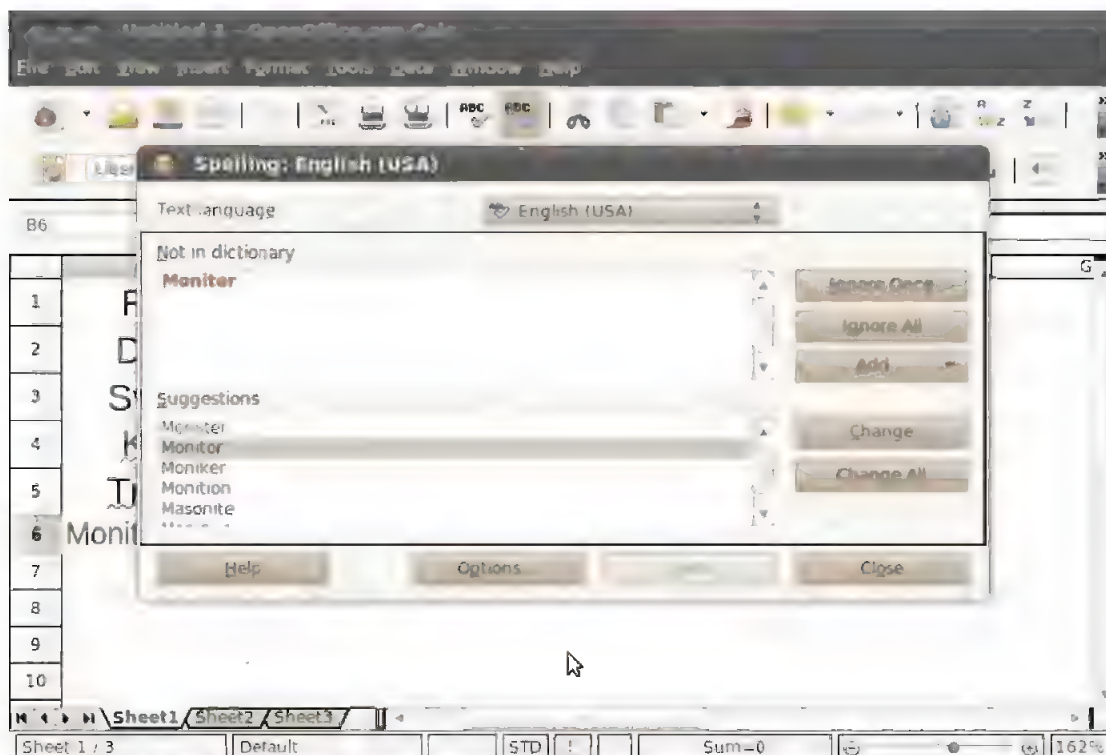 Untitled 1 - OpenOffice.org Calc
File Edit View Insert Format Tools Data Window Help
ABC ABC
Spelling: English (USA)
Text language English (USA)
B6
Not in dictionary
Moniter
Ignore Once
Ignore All
Add
Suggestions
Monitor
Moniker
Monition
Masonite
Change
Change All
Help Options Close
G
1 F
2 D
3 S
4 K
5 T
6 Monit
7
8
9
10
Sheet1 Sheet2 Sheet3
Sheet 1 / 3 Default STD Sum=0 162%